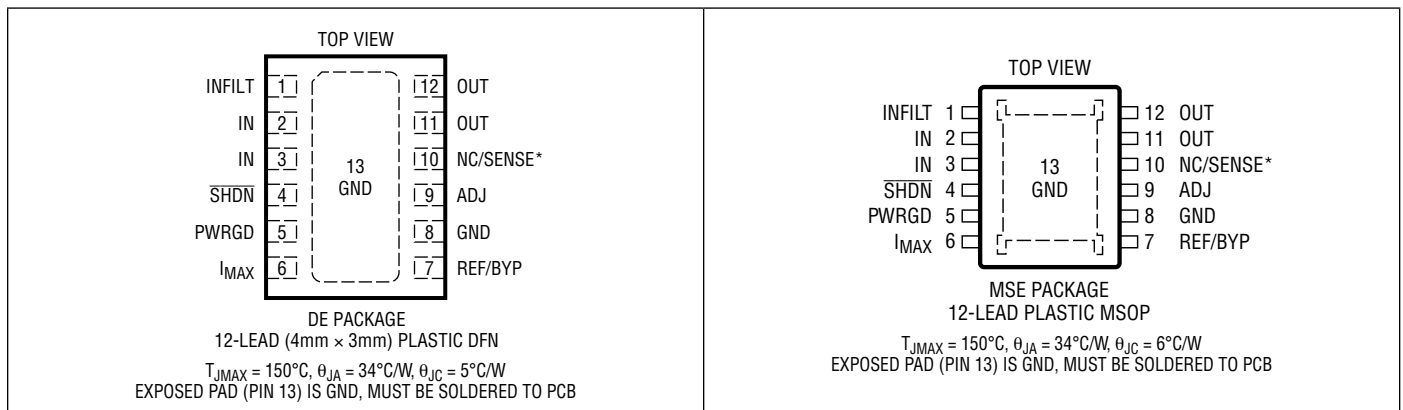 TOP VIEW
INFILT 1 12 OUT
IN 2 11 OUT
IN 3 10 NC/SENSE*
SHDN 4 9 ADJ
PWRGD 5 8 GND
IMAX 6 7 REF/BYP
13
GND
DE PACKAGE
12-LEAD (4mm × 3mm) PLASTIC DFN
TJMAX = 150°C, θJA = 34°C/W, θJC = 5°C/W
EXPOSED PAD (PIN 13) IS GND, MUST BE SOLDERED TO PCB
TOP VIEW
INFILT 1 12 OUT
IN 2 11 OUT
IN 3 10 NC/SENSE*
SHDN 4 9 ADJ
PWRGD 5 8 GND
IMAX 6 7 REF/BYP
13
GND
MSE PACKAGE
12-LEAD PLASTIC MSOP
TJMAX = 150°C, θJA = 34°C/W, θJC = 6°C/W
EXPOSED PAD (PIN 13) IS GND, MUST BE SOLDERED TO PCB